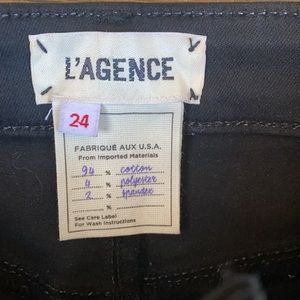 L'AGENCE
24
FABRIQUÉ AUX U.S.A.
From Imported Materials
94 % cotton
4 % polyester
2 % spandex
See Care Label
For Wash Instructions